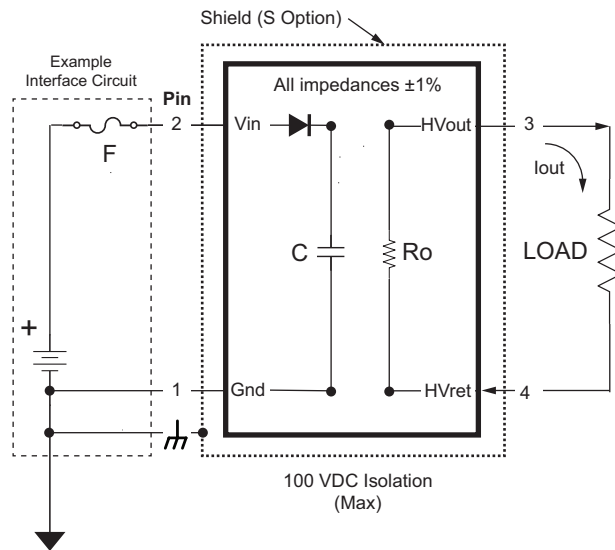 Shield (S Option)
Example
Interface Circuit
Pin
All impedances ±1%
2
Vin
HVout
3
F
Iout
C
Ro
LOAD
+
1
Gnd
HVret
4
100 VDC Isolation
(Max)